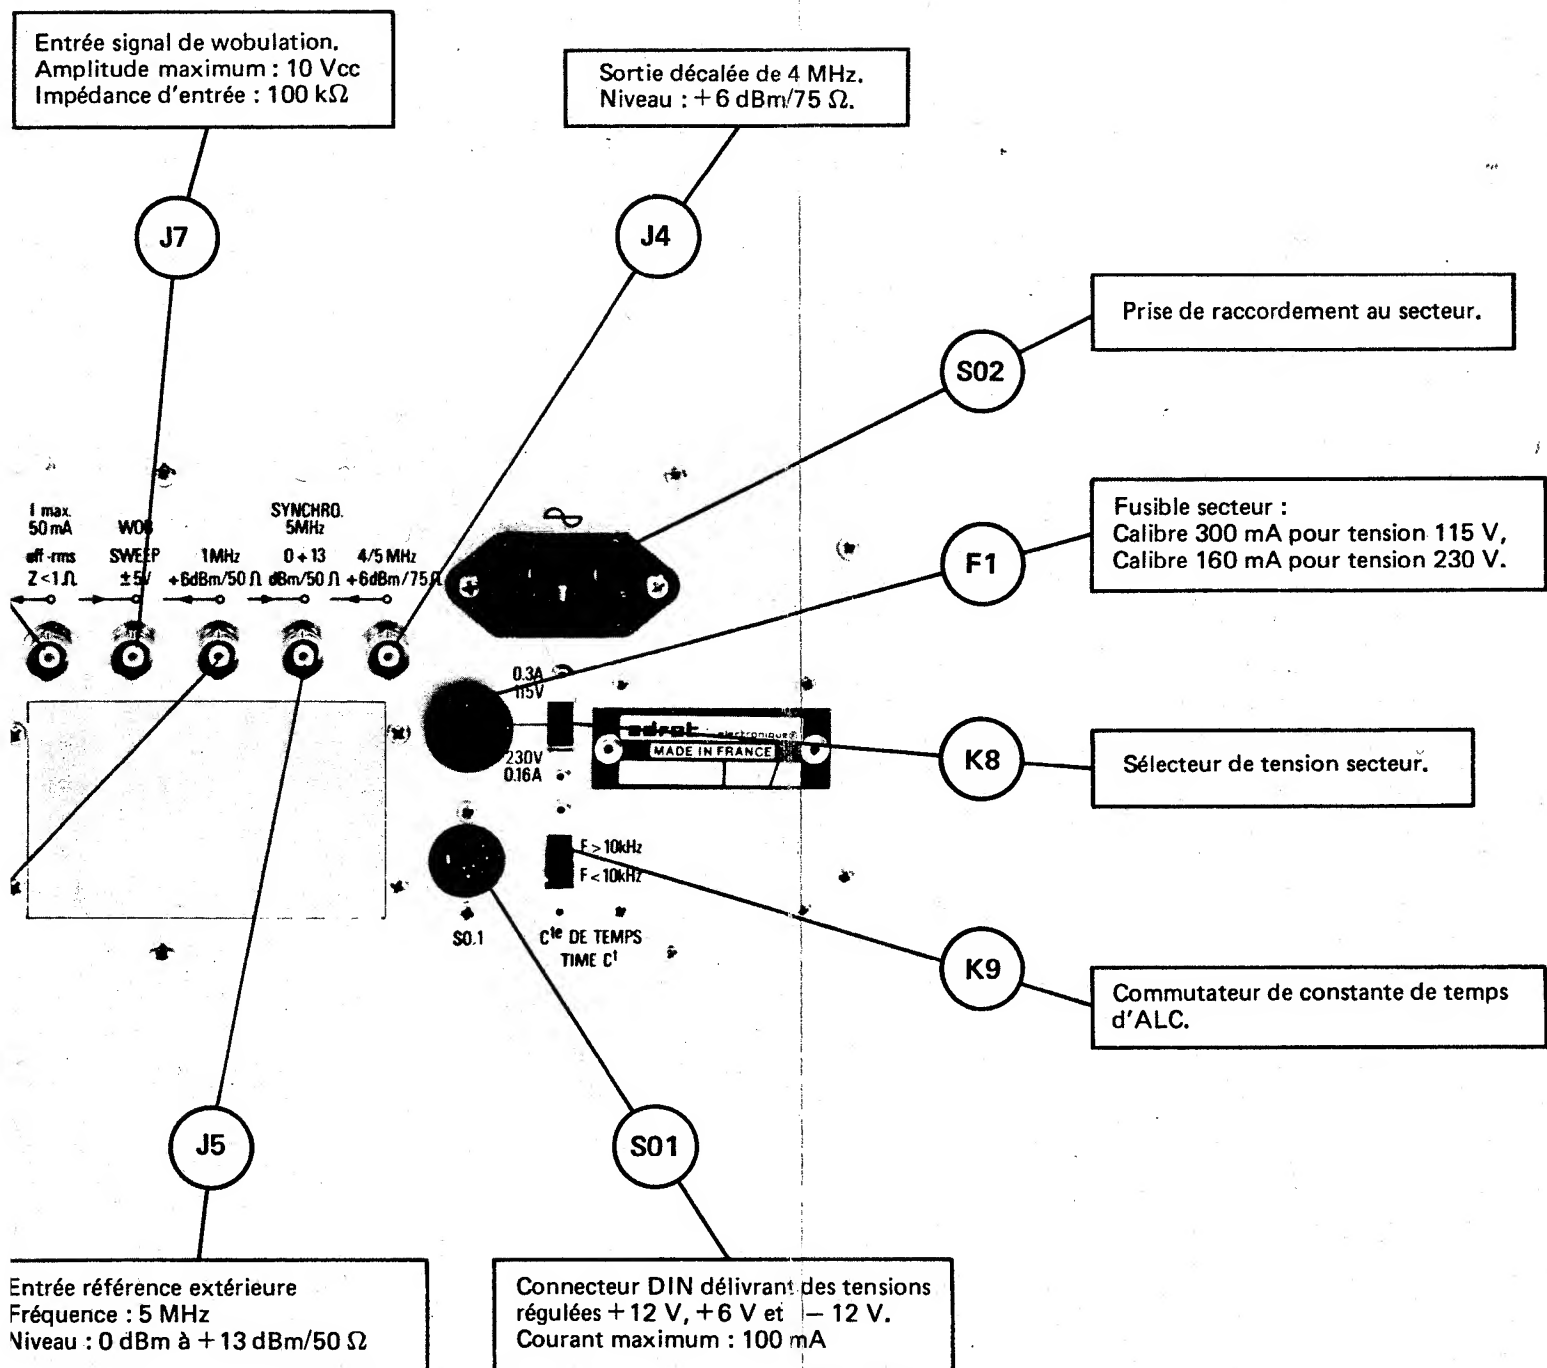 Entrée signal de wobulation.
Amplitude maximum : 10 Vcc
Impédance d'entrée : 100 kΩ
Sortie décalée de 4 MHz.
Niveau : +6 dBm/75 Ω.
J7
J4
Prise de raccordement au secteur.
S02
I max.
50 mA
eff-rms
Z<1Ω
WOB
SWEEP
±5V
1MHz
+6dBm/50 Ω
SYNCHRO.
5MHz
0+13
dBm/50 Ω
4/5 MHz
+6dBm/75Ω
Fusible secteur :
Calibre 300 mA pour tension 115 V,
Calibre 160 mA pour tension 230 V.
F1
0.3A
115V
230V
0.16A
adret electronique
MADE IN FRANCE
K8
Sélecteur de tension secteur.
F>10kHz
F<10kHz
S0.1
Cte DE TEMPS
TIME Ct
K9
Commutateur de constante de temps
d'ALC.
J5
S01
Entrée référence extérieure
Fréquence : 5 MHz
Niveau : 0 dBm à +13 dBm/50 Ω
Connecteur DIN délivrant des tensions
régulées +12 V, +6 V et – 12 V.
Courant maximum : 100 mA